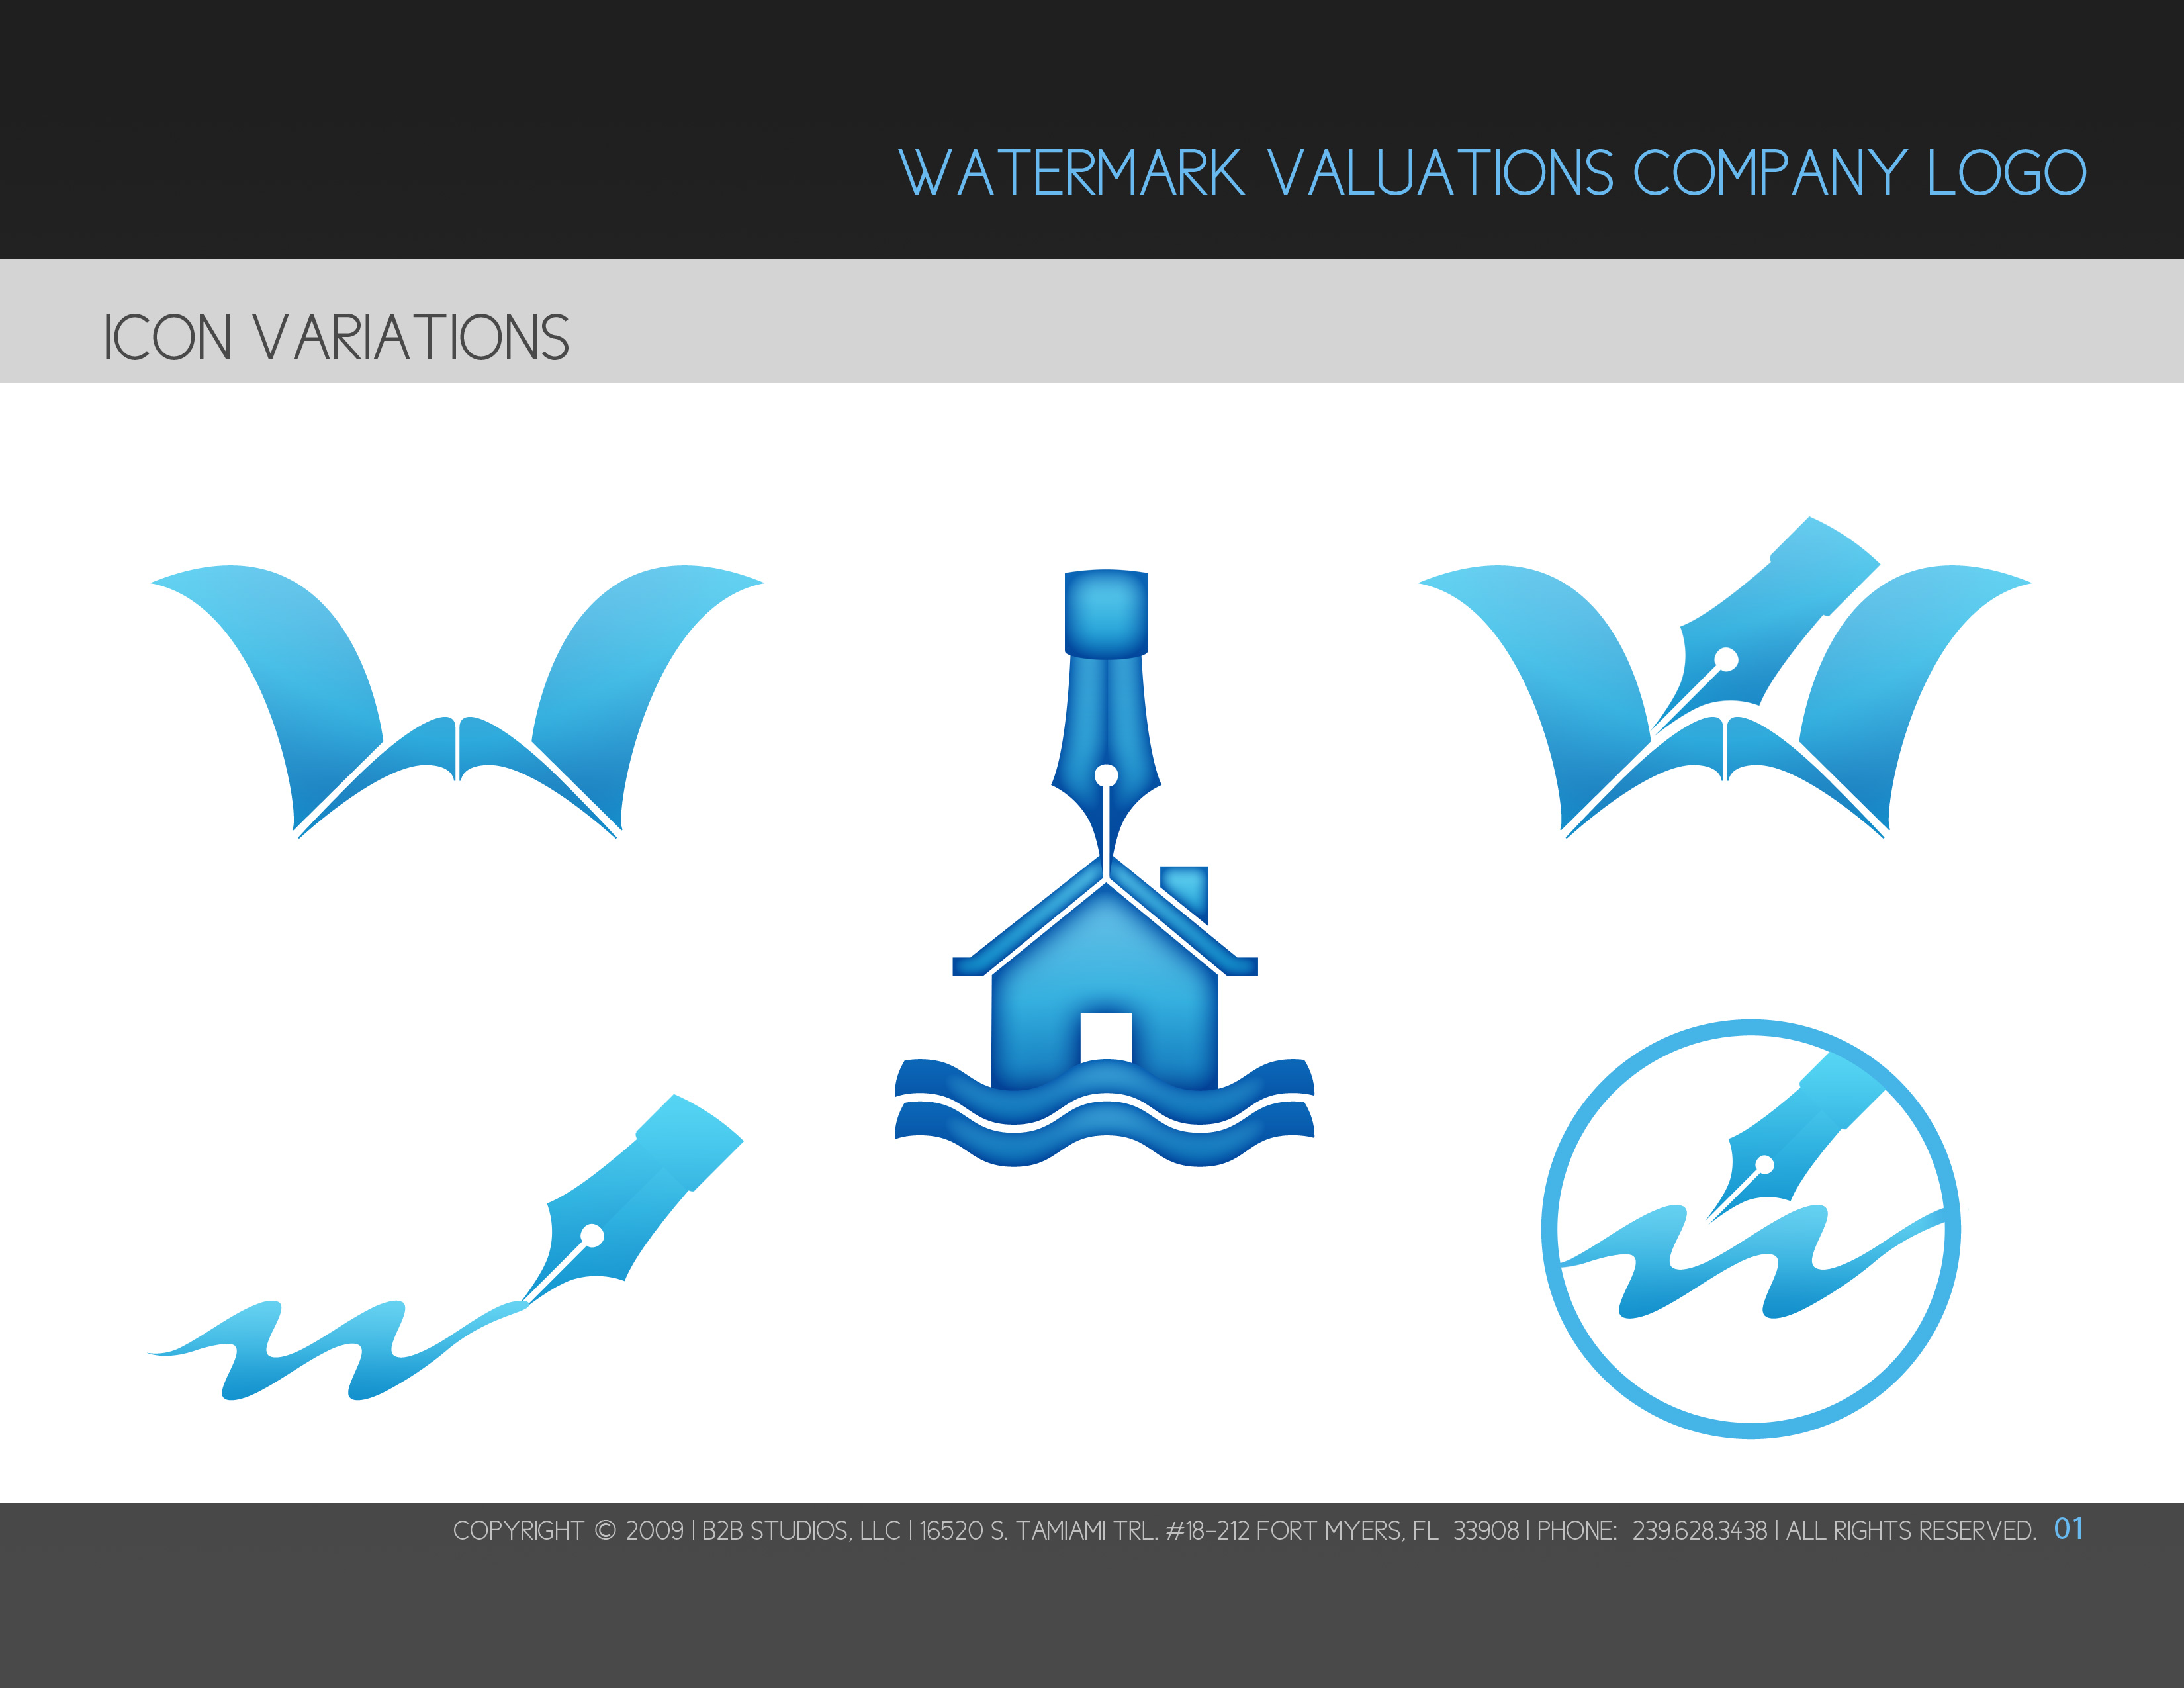 WATERMARK VALUATIONS COMPANY LOGO
ICON VARIATIONS
COPYRIGHT © 2009 | B2B STUDIOS, LLC | 16520 S. TAMIAMI TRL. #18-212 FORT MYERS, FL 33908 | PHONE: 239.628.3438 | ALL RIGHTS RESERVED. 01